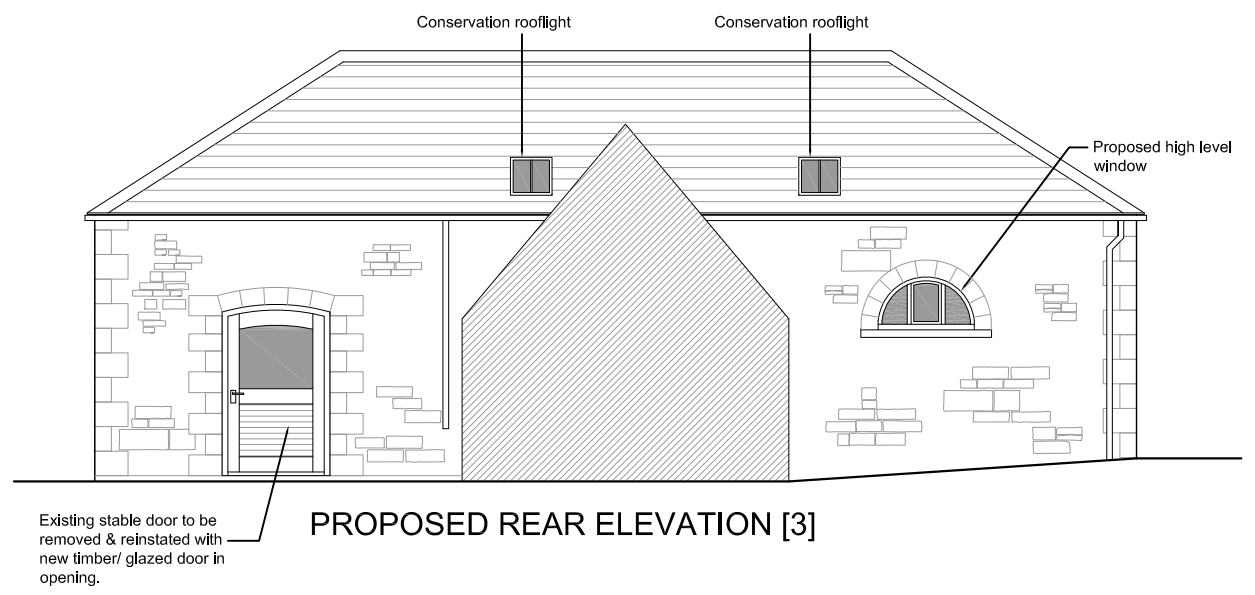 Conservation rooflight
Conservation rooflight
Proposed high level
window
Existing stable door to be
removed & reinstated with
new timber/ glazed door in
opening.
PROPOSED REAR ELEVATION [3]